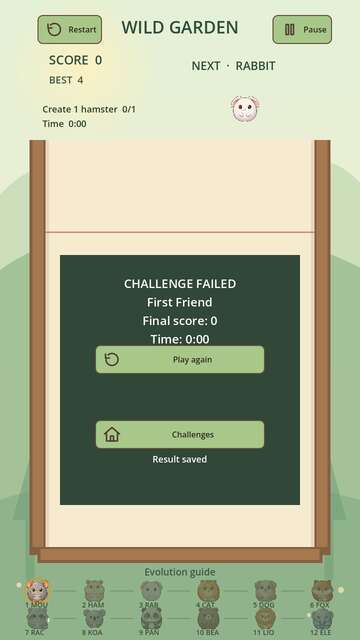 Restart
WILD GARDEN
Pause
SCORE 0
BEST 4
NEXT · RABBIT
Create 1 hamster 0/1
Time 0:00
CHALLENGE FAILED
First Friend
Final score: 0
Time: 0:00
Play again
Challenges
Result saved
Evolution guide
1 MOU
2 HAM
3 RAB
4 CAT
5 DOG
6 FOX
7 RAC
8 KOA
9 PAN
10 BEA
11 LIO
12 ELE